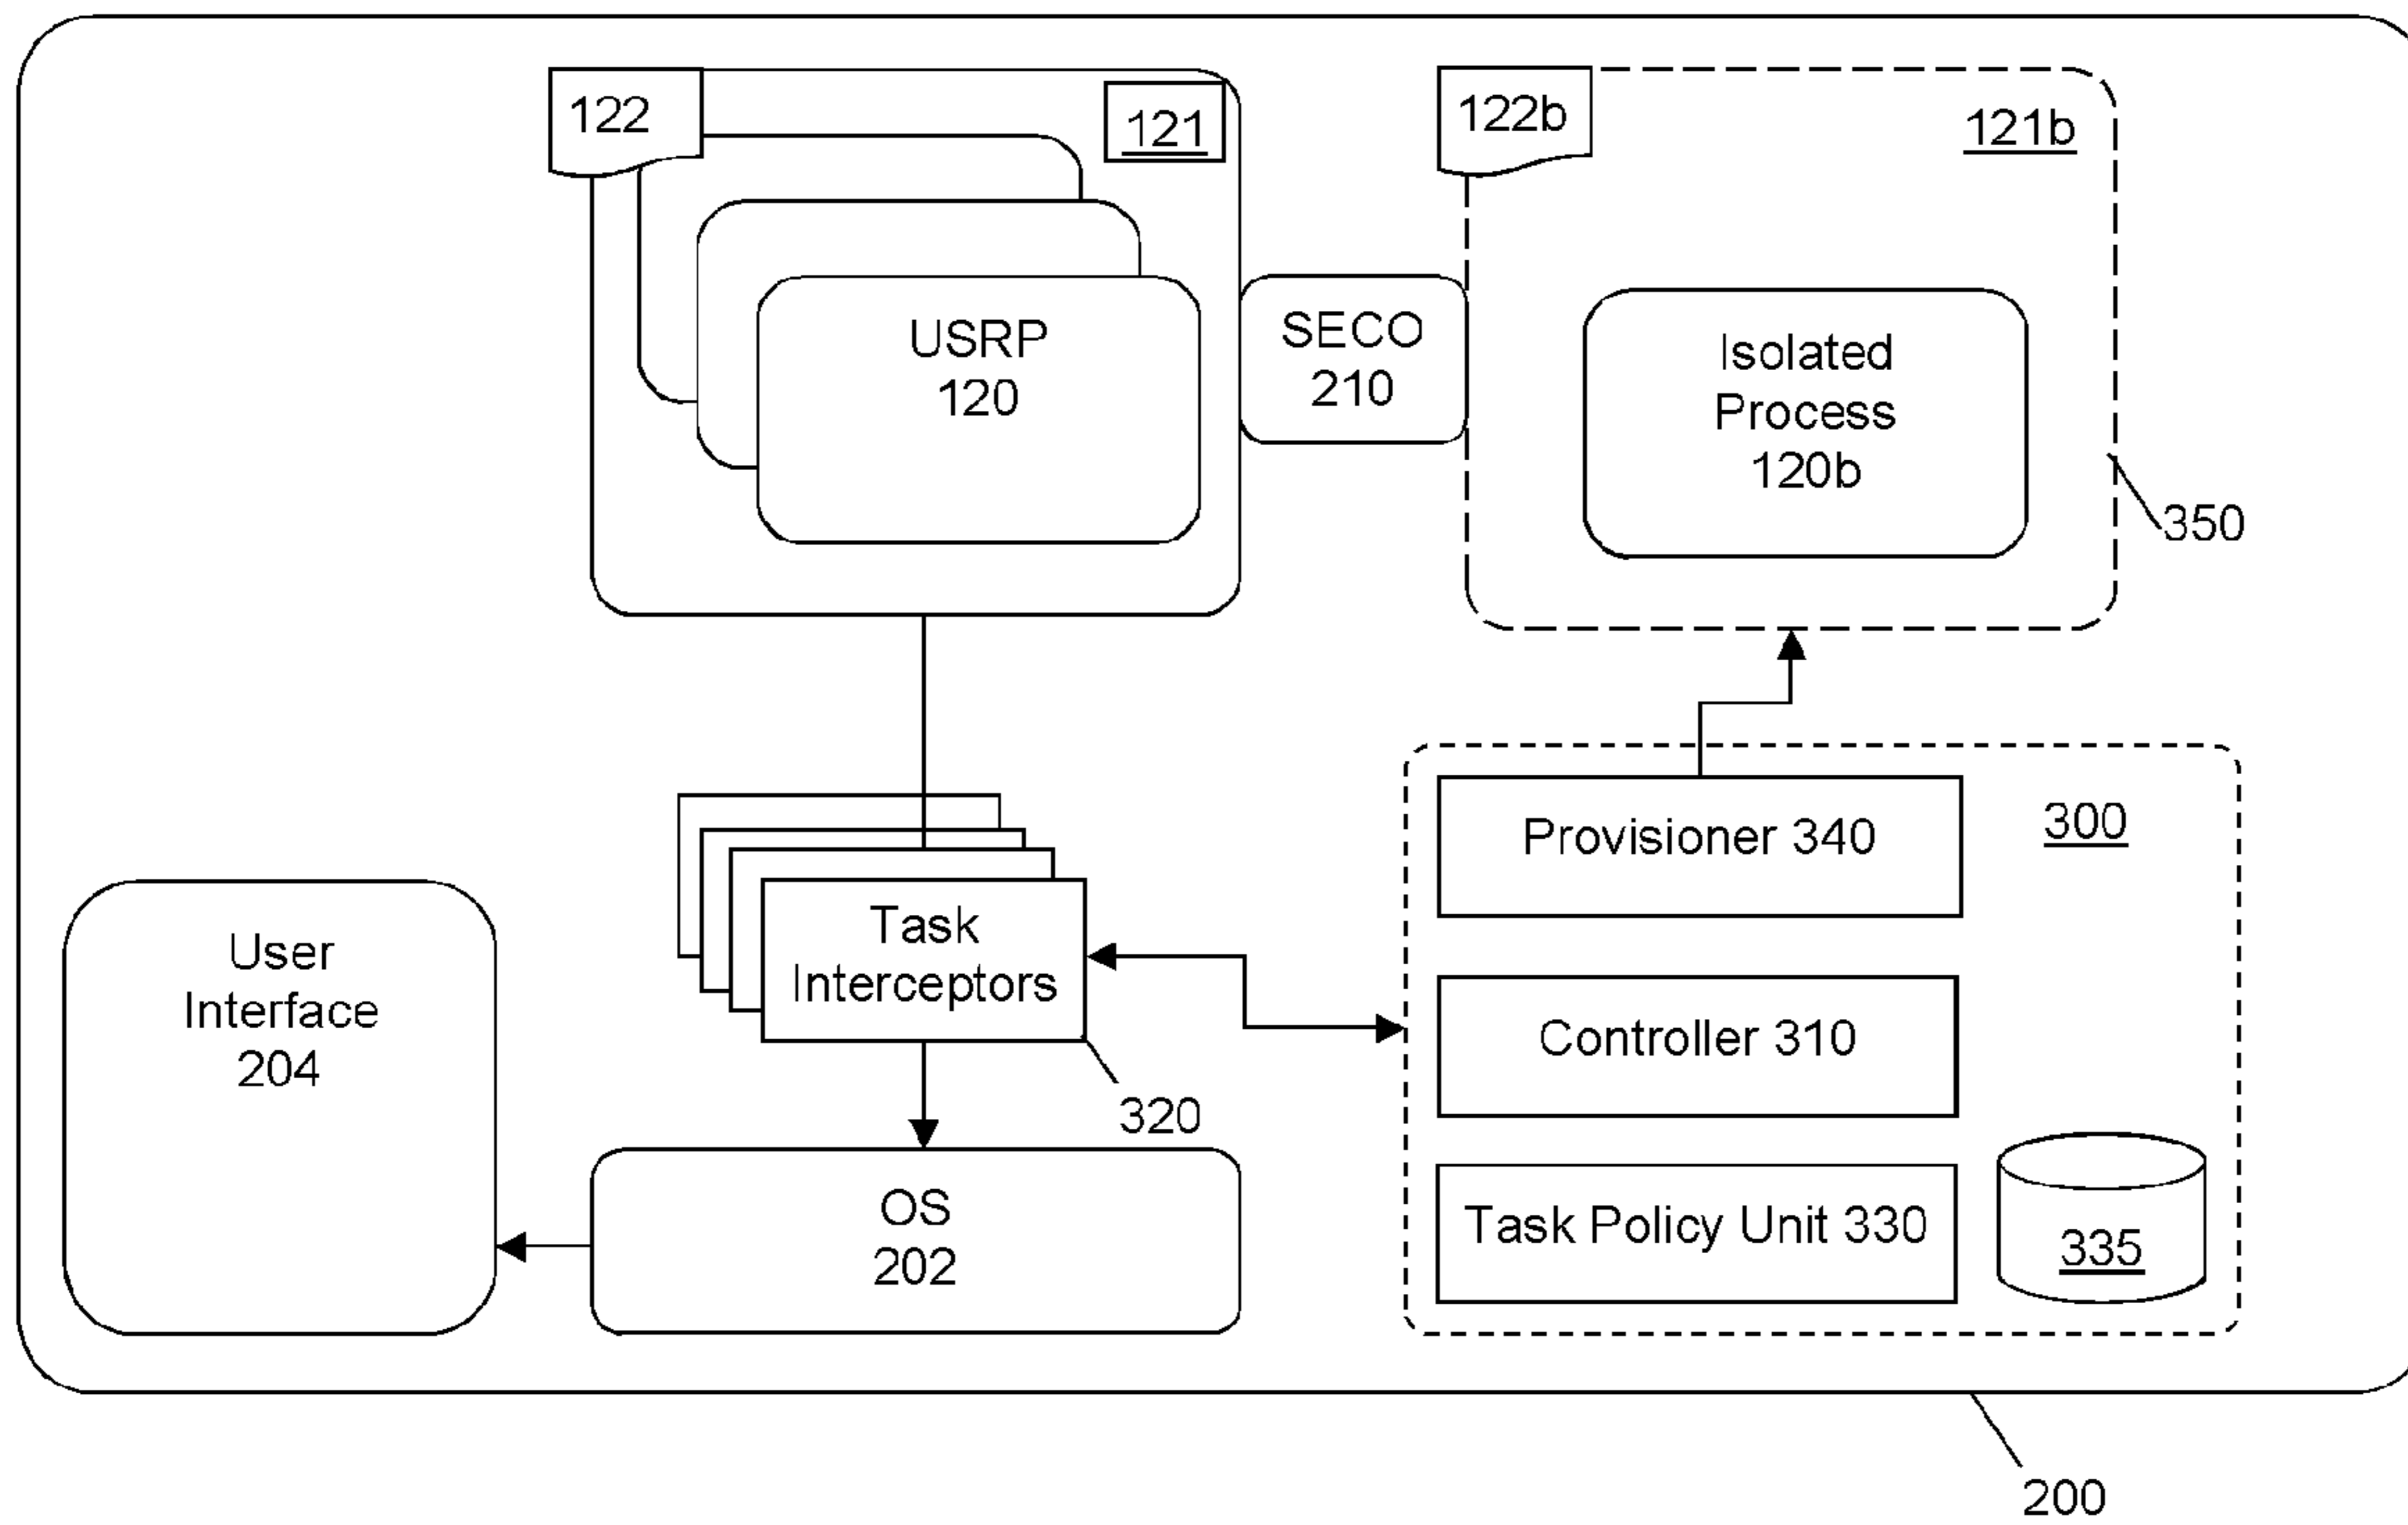 122
121
122b
121b
USRP
120
SECO
210
Isolated
Process
120b
350
Provisioner 340
300
Task
Interceptors
User
Interface
204
Controller 310
320
OS
202
Task Policy Unit 330
335
200